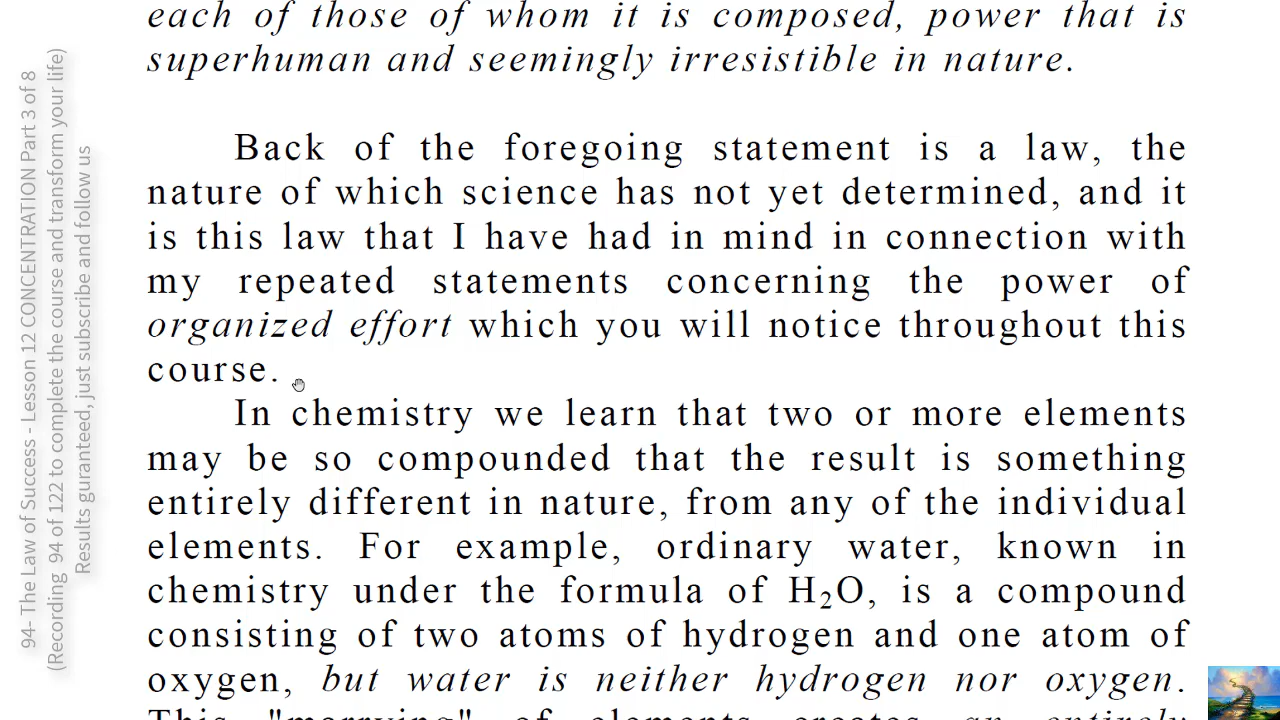 each of those of whom it is composed, power that is
superhuman and seemingly irresistible in nature.
Back of the foregoing statement is a law, the
nature of which science has not yet determined, and it
is this law that I have had in mind in connection with
my repeated statements concerning the power of
organized effort which you will notice throughout this
course.
In chemistry we learn that two or more elements
may be so compounded that the result is something
entirely different in nature, from any of the individual
elements. For example, ordinary water, known in
chemistry under the formula of H₂O, is a compound
consisting of two atoms of hydrogen and one atom of
oxygen, but water is neither hydrogen nor oxygen.
This "marrying" of elements creates an entirely
94- The Law of Success - Lesson 12 CONCENTRATION Part 3 of 8
(Recording 94 of 122 to complete the course and transform your life)
Results guranteed, just subscribe and follow us